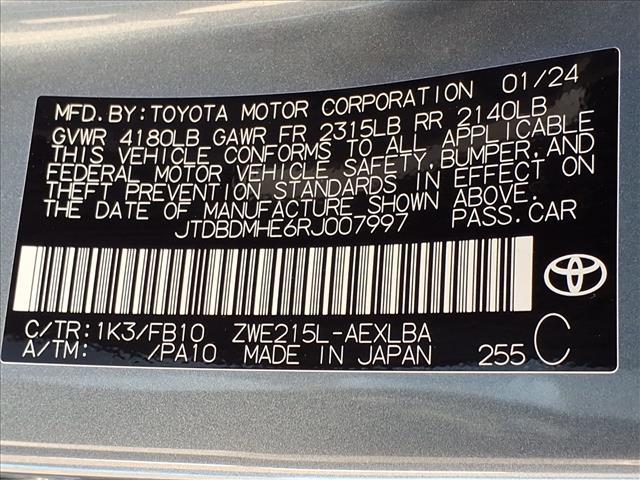 MFD. BY: TOYOTA MOTOR CORPORATION 01/24
GVWR 4180LB GAWR FR 2315LB RR 2140LB
THIS VEHICLE CONFORMS TO ALL APPLICABLE
FEDERAL MOTOR VEHICLE SAFETY, BUMPER, AND
THEFT PREVENTION STANDARDS IN EFFECT ON
THE DATE OF MANUFACTURE SHOWN ABOVE.
JTDBDMHE6RJ007997 PASS.CAR
C/TR: 1K3/FB10 ZWE215L-AEXLBA
A/TM: /PA10 MADE IN JAPAN 255 C